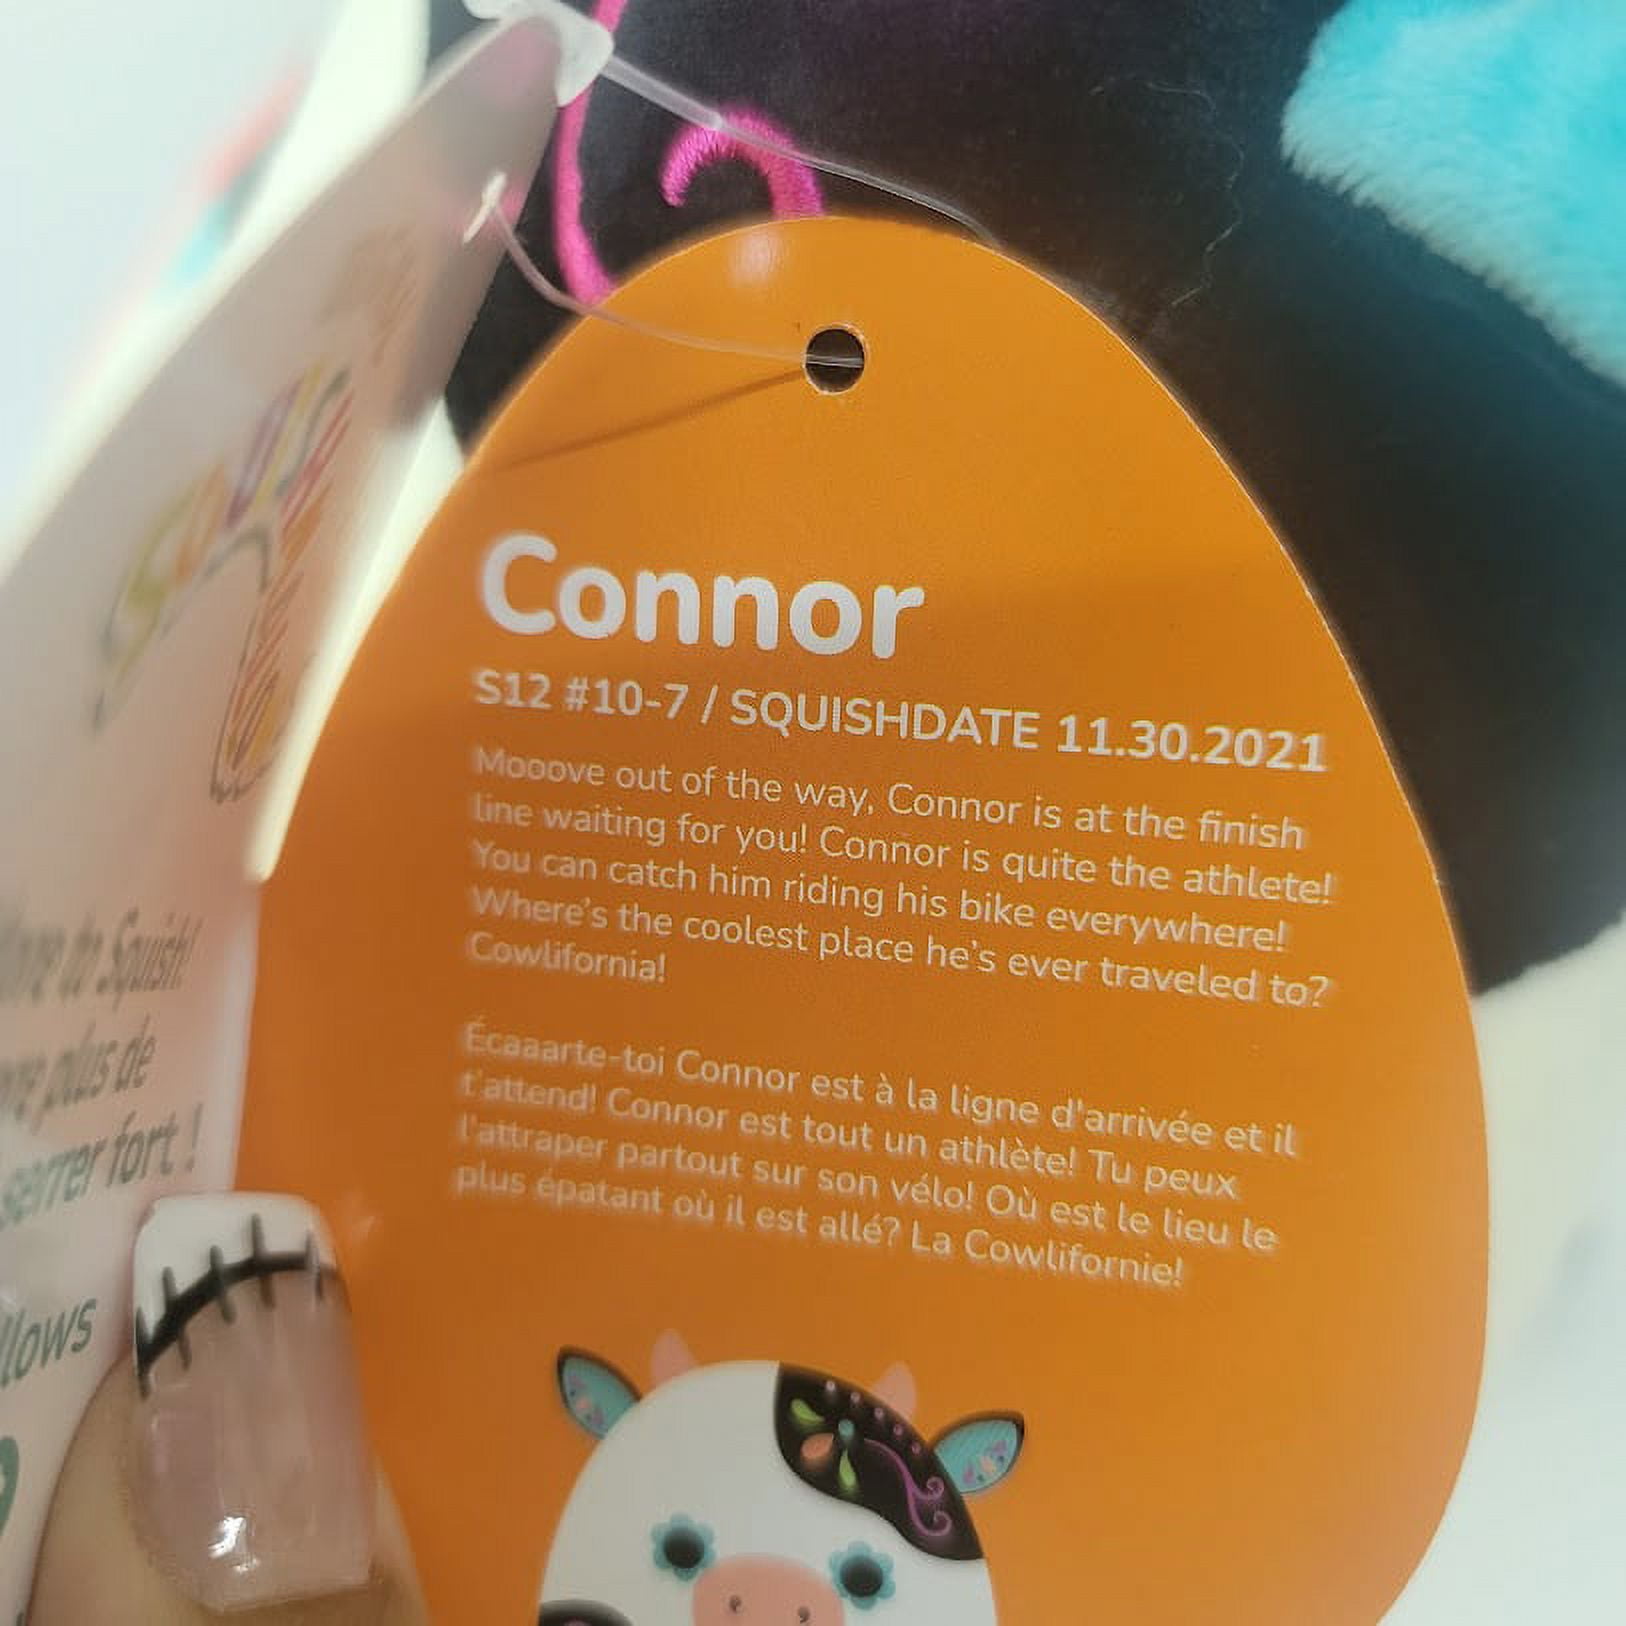 Connor
S12 #10-7 / SQUISHDATE 11.30.2021
Mooove out of the way, Connor is at the finish
line waiting for you! Connor is quite the athlete!
You can catch him riding his bike everywhere!
Where's the coolest place he's ever traveled to?
Cowlifornia!
Écaaarte-toi Connor est à la ligne d'arrivée et il
t'attend! Connor est tout un athlète! Tu peux
l'attraper partout sur son vélo! Où est le lieu le
plus épatant où il est allé? La Cowlifornie!
to Squish!
plus de
serrer fort !